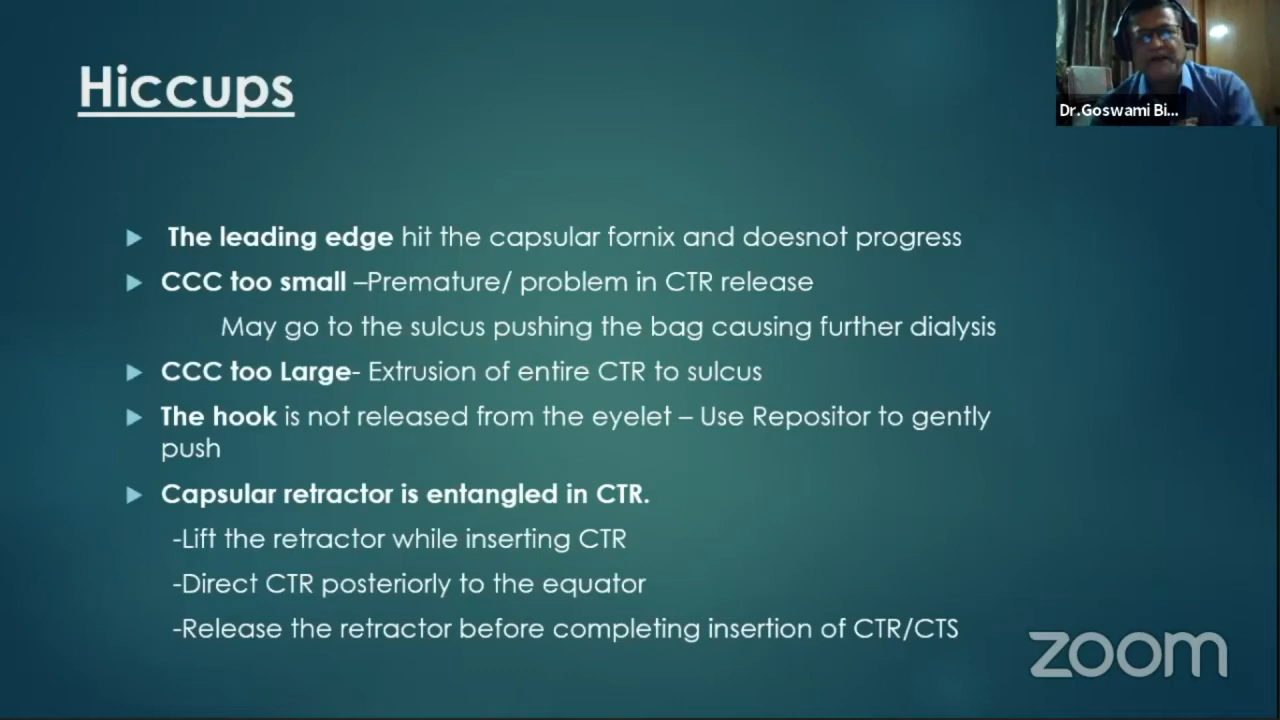 Hiccups
Dr.Goswami Bi...
The leading edge hit the capsular fornix and doesnot progress
CCC too small –Premature/ problem in CTR release
May go to the sulcus pushing the bag causing further dialysis
CCC too Large- Extrusion of entire CTR to sulcus
The hook is not released from the eyelet – Use Repositor to gently
push
Capsular retractor is entangled in CTR.
-Lift the retractor while inserting CTR
-Direct CTR posteriorly to the equator
-Release the retractor before completing insertion of CTR/CTS
zoom